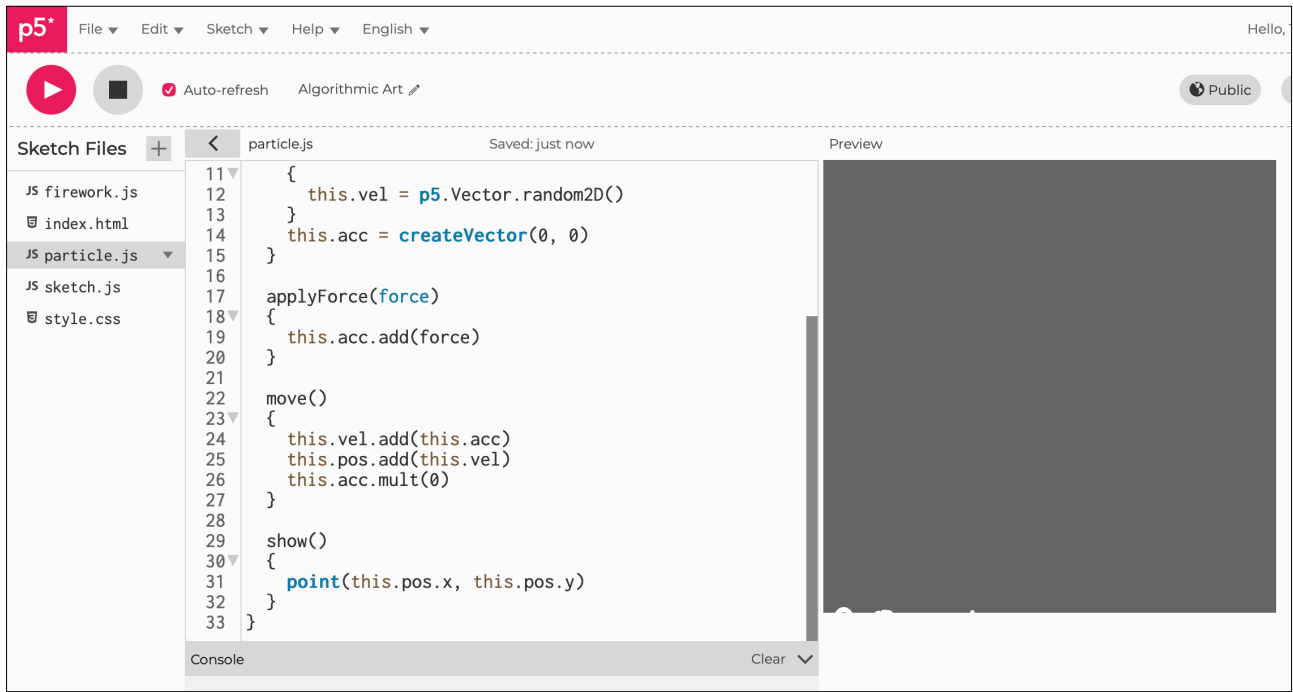 p5*
File Edit Sketch Help English
Hello,
Auto-refresh Algorithmic Art
Public
Sketch Files
particle.js Saved: just now Preview
JS firework.js
index.html
JS particle.js
JS sketch.js
style.css
11 {
12 this.vel = p5.Vector.random2D()
13 }
14 this.acc = createVector(0, 0)
15 }
16
17 applyForce(force)
18 {
19 this.acc.add(force)
20 }
21
22 move()
23 {
24 this.vel.add(this.acc)
25 this.pos.add(this.vel)
26 this.acc.mult(0)
27 }
28
29 show()
30 {
31 point(this.pos.x, this.pos.y)
32 }
33 }
Console Clear